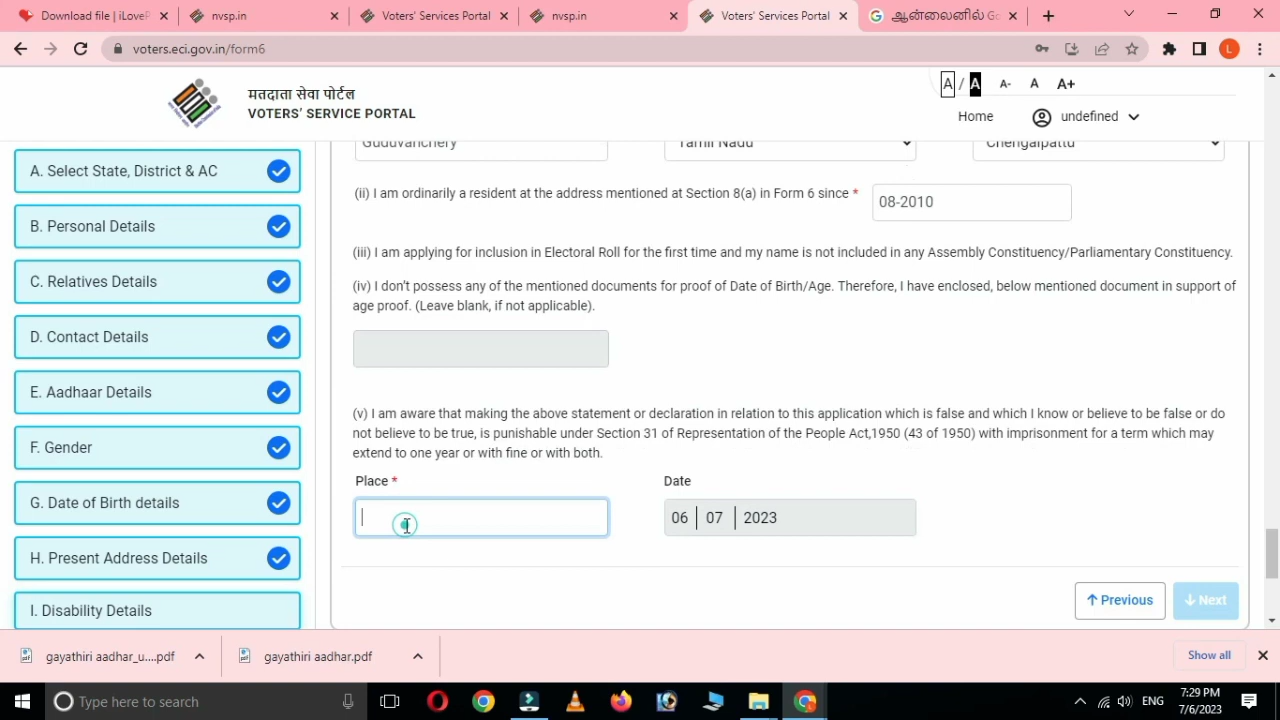 Download file | iLoveP
nvsp.in
Voters' Services Portal
nvsp.in
Voters' Services Portal
ஆன்லைனில் Go
voters.eci.gov.in/form6
L
मतदाता सेवा पोर्टल
VOTERS' SERVICE PORTAL
A / A A- A A+
Home
undefined
A. Select State, District & AC
B. Personal Details
C. Relatives Details
D. Contact Details
E. Aadhaar Details
F. Gender
G. Date of Birth details
H. Present Address Details
I. Disability Details
Guduvanchery
Tamil Nadu
Chengalpattu
(ii) I am ordinarily a resident at the address mentioned at Section 8(a) in Form 6 since *
08-2010
(iii) I am applying for inclusion in Electoral Roll for the first time and my name is not included in any Assembly Constituency/Parliamentary Constituency.
(iv) I don't possess any of the mentioned documents for proof of Date of Birth/Age. Therefore, I have enclosed, below mentioned document in support of
age proof. (Leave blank, if not applicable).
(v) I am aware that making the above statement or declaration in relation to this application which is false and which I know or believe to be false or do
not believe to be true, is punishable under Section 31 of Representation of the People Act,1950 (43 of 1950) with imprisonment for a term which may
extend to one year or with fine or with both.
Place *
Date
06 | 07 | 2023
Previous
Next
gayathiri aadhar_u....pdf
gayathiri aadhar.pdf
Show all
Type here to search
ENG
7:29 PM
7/6/2023